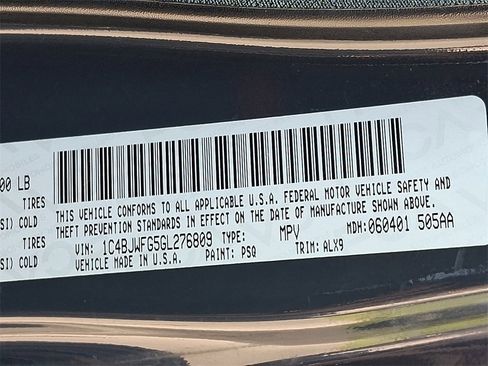 00 LB
TIRES
SI) COLD
TIRES
SI) COLD
THIS VEHICLE CONFORMS TO ALL APPLICABLE U.S.A. FEDERAL MOTOR VEHICLE SAFETY AND
THEFT PREVENTION STANDARDS IN EFFECT ON THE DATE OF MANUFACTURE SHOWN ABOVE.
VIN: 1C4BJWFG5GL276809 TYPE: MPV MDH: 060401 505AA
VEHICLE MADE IN U.S.A. PAINT: PSQ TRIM: ALX9